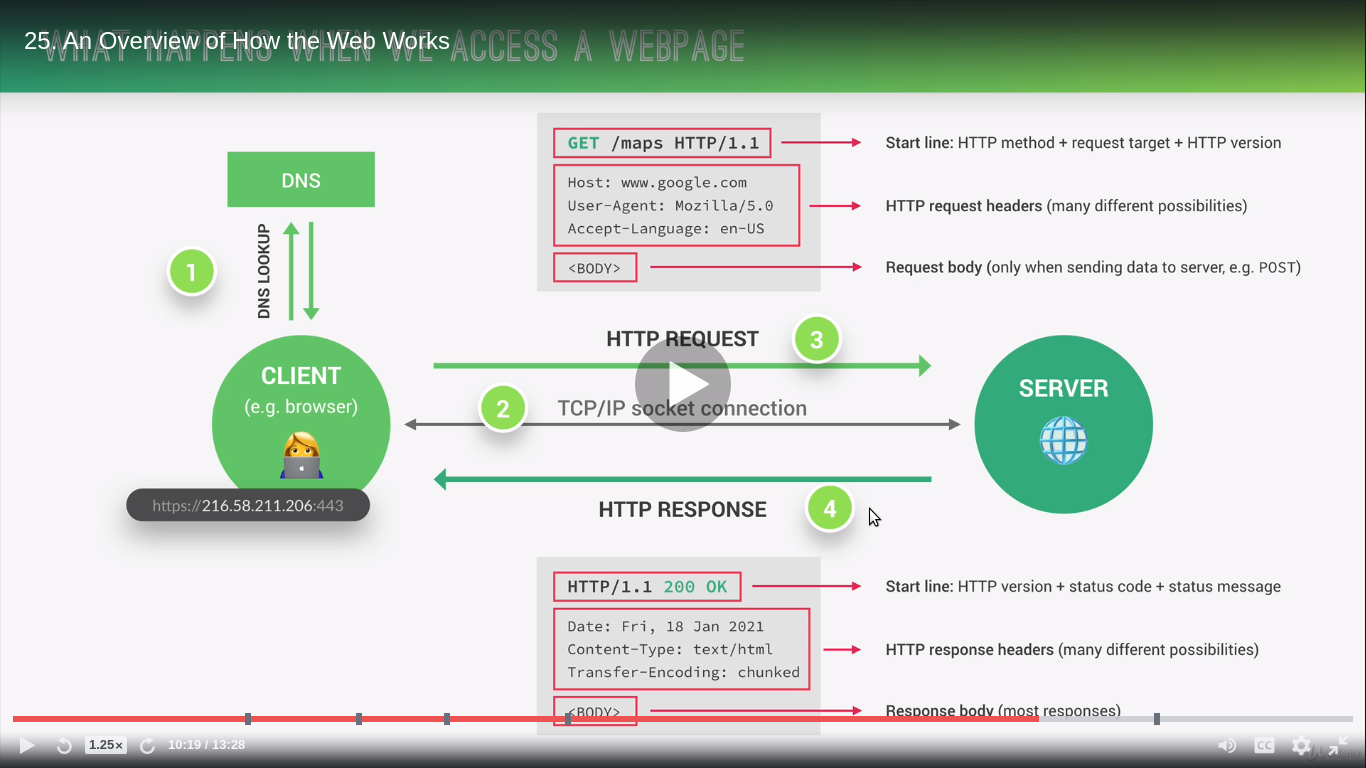 25. An Overview of How the Web Works
WHAT HAPPENS WHEN WE ACCESS A WEBPAGE
DNS
DNS LOOKUP
1
CLIENT
(e.g. browser)
https://216.58.211.206:443
GET /maps HTTP/1.1
Start line: HTTP method + request target + HTTP version
Host: www.google.com
User-Agent: Mozilla/5.0
Accept-Language: en-US
HTTP request headers (many different possibilities)
<BODY>
Request body (only when sending data to server, e.g. POST)
HTTP REQUEST
3
2
TCP/IP socket connection
SERVER
HTTP RESPONSE
4
HTTP/1.1 200 OK
Start line: HTTP version + status code + status message
Date: Fri, 18 Jan 2021
Content-Type: text/html
Transfer-Encoding: chunked
HTTP response headers (many different possibilities)
<BODY>
Response body (most responses)
1.25×
10:19 / 13:28
CC